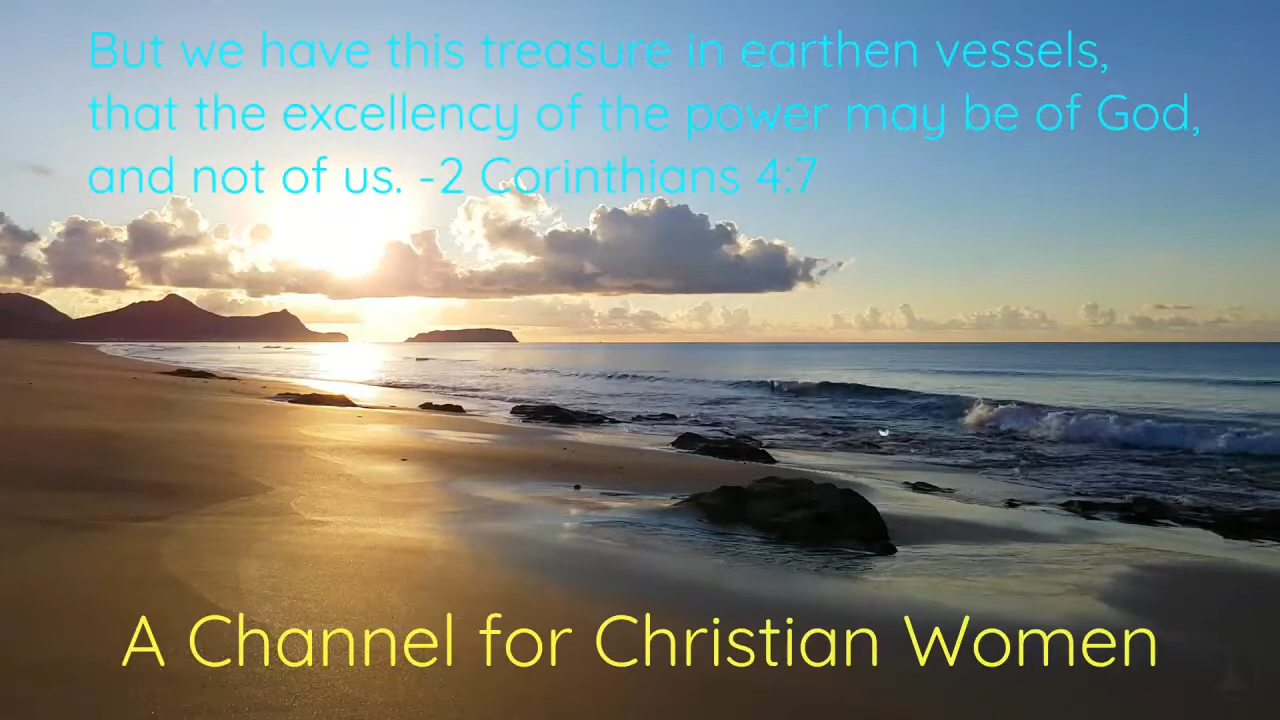 But we have this treasure in earthen vessels,
that the excellency of the power may be of God,
and not of us. -2 Corinthians 4:7
A Channel for Christian Women